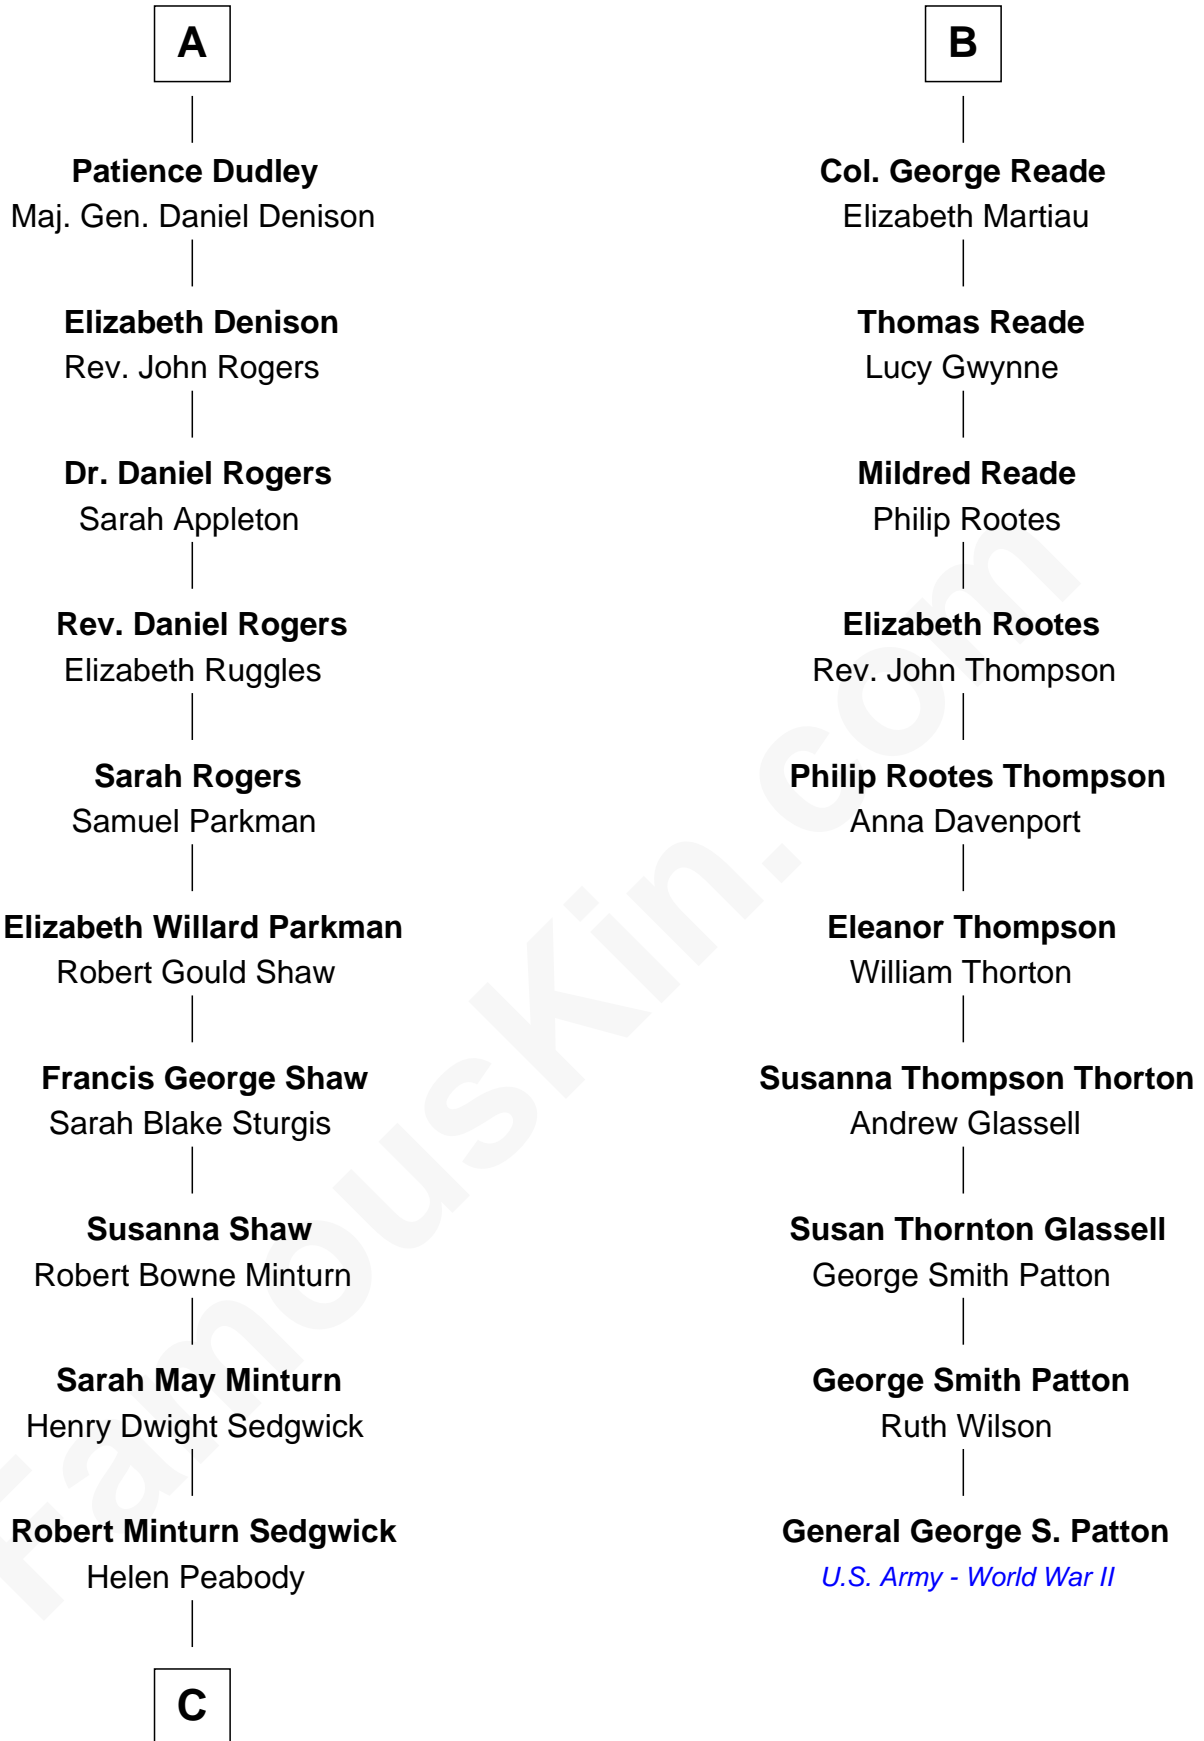 A
Patience Dudley
Maj. Gen. Daniel Denison
Elizabeth Denison
Rev. John Rogers
Dr. Daniel Rogers
Sarah Appleton
Rev. Daniel Rogers
Elizabeth Ruggles
Sarah Rogers
Samuel Parkman
Elizabeth Willard Parkman
Robert Gould Shaw
Francis George Shaw
Sarah Blake Sturgis
Susanna Shaw
Robert Bowne Minturn
Sarah May Minturn
Henry Dwight Sedgwick
Robert Minturn Sedgwick
Helen Peabody
C
B
Col. George Reade
Elizabeth Martiau
Thomas Reade
Lucy Gwynne
Mildred Reade
Philip Rootes
Elizabeth Rootes
Rev. John Thompson
Philip Rootes Thompson
Anna Davenport
Eleanor Thompson
William Thorton
Susanna Thompson Thorton
Andrew Glassell
Susan Thornton Glassell
George Smith Patton
George Smith Patton
Ruth Wilson
General George S. Patton
U.S. Army - World War II
FamousKin.com